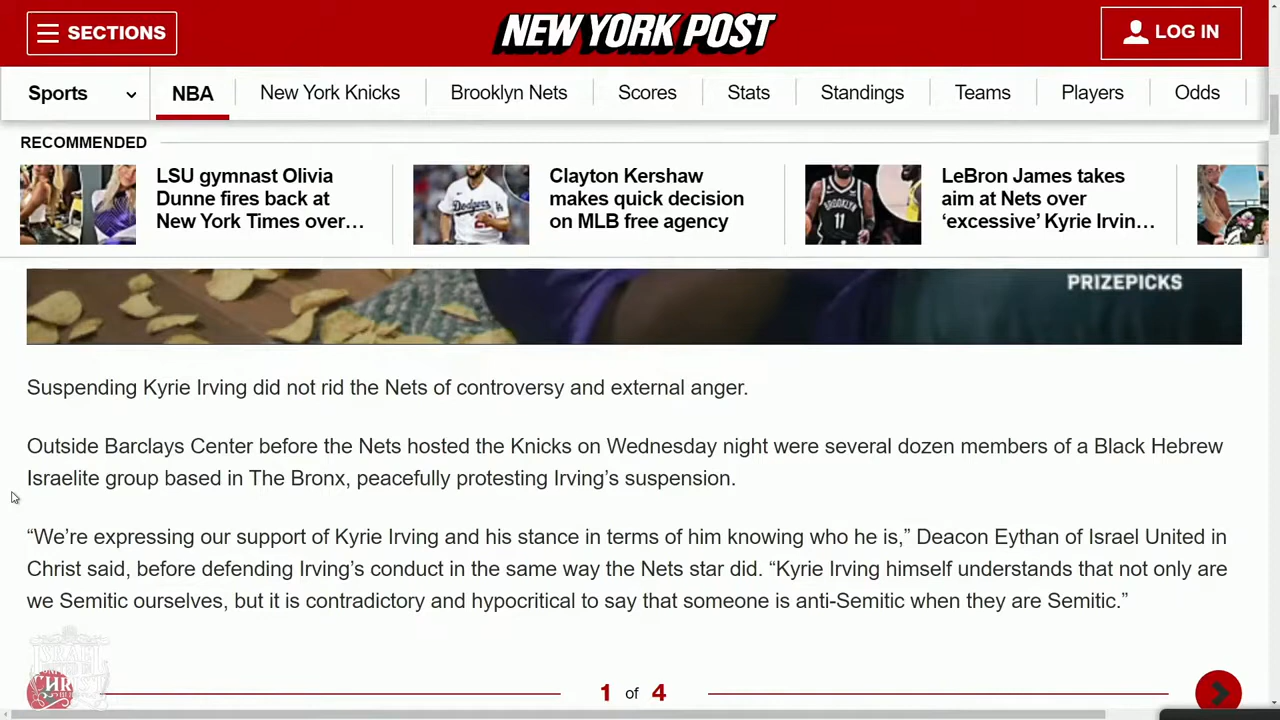 SECTIONS
NEW YORK POST
LOG IN
Sports
NBA
New York Knicks
Brooklyn Nets
Scores
Stats
Standings
Teams
Players
Odds
RECOMMENDED
LSU gymnast Olivia
Dunne fires back at
New York Times over…
Clayton Kershaw
makes quick decision
on MLB free agency
LeBron James takes
aim at Nets over
‘excessive’ Kyrie Irvin…
Dodgers
BROOKLYN
11
PRIZEPICKS
Suspending Kyrie Irving did not rid the Nets of controversy and external anger.
Outside Barclays Center before the Nets hosted the Knicks on Wednesday night were several dozen members of a Black Hebrew
Israelite group based in The Bronx, peacefully protesting Irving’s suspension.
“We’re expressing our support of Kyrie Irving and his stance in terms of him knowing who he is,” Deacon Eythan of Israel United in
Christ said, before defending Irving’s conduct in the same way the Nets star did. “Kyrie Irving himself understands that not only are
we Semitic ourselves, but it is contradictory and hypocritical to say that someone is anti-Semitic when they are Semitic.”
ISRAEL
1 of 4